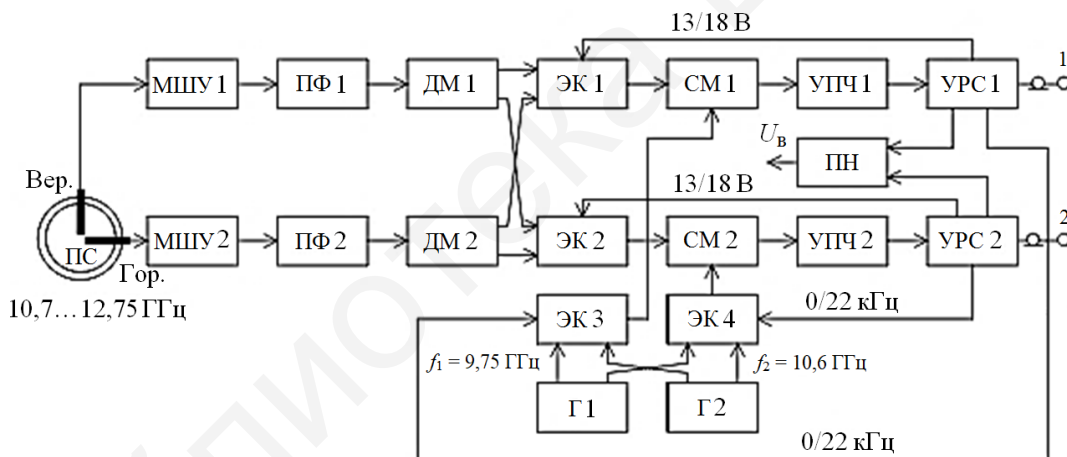 13/18 В
МШУ 1
ПФ 1
ДМ 1
ЭК 1
СМ 1
УПЧ 1
УРС 1
1
Uв
ПН
Вер.
13/18 В
МШУ 2
ПФ 2
ДМ 2
ЭК 2
СМ 2
УПЧ 2
УРС 2
2
ПС
Гор.
10,7…12,75 ГГц
ЭК 3
ЭК 4
0/22 кГц
f1 = 9,75 ГГц
f2 = 10,6 ГГц
Г 1
Г 2
0/22 кГц